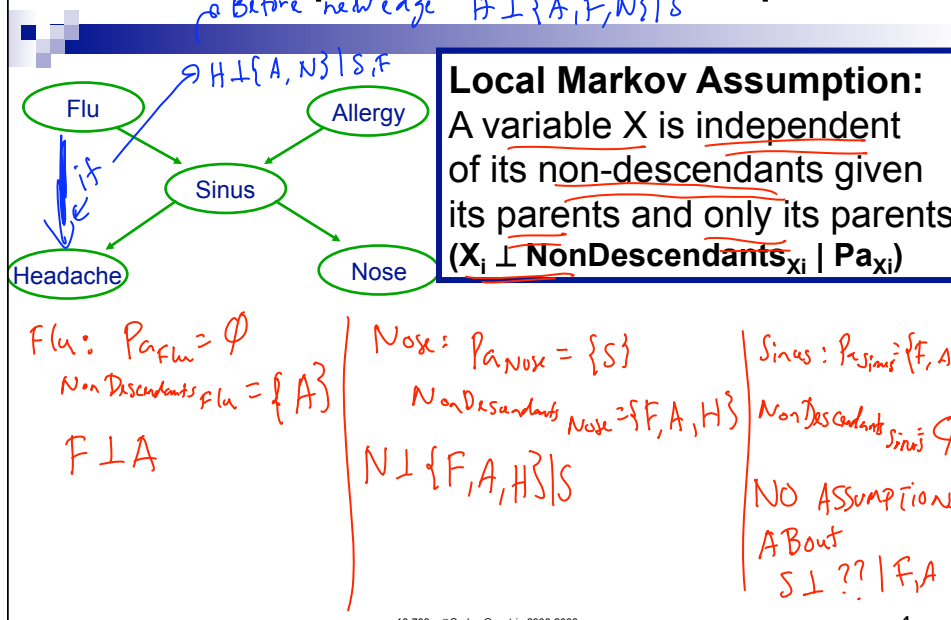 Before new edge H ⊥ {A, F, N} | S
H ⊥ {A, N} | S, F
Flu
Allergy
if
Sinus
Headache
Nose
Local Markov Assumption:
A variable X is independent
of its non-descendants given
its parents and only its parents
(Xi ⊥ NonDescendantsXi | PaXi)
Flu: PaFlu = ∅
NonDescendantsFlu = {A}
F ⊥ A
Nose: PaNose = {S}
NonDescendantsNose = {F, A, H}
N ⊥ {F, A, H} | S
Sinus: PaSinus = {F, A
NonDescendantsSinus =
NO ASSUMPTION
ABout
S ⊥ ?? | F, A